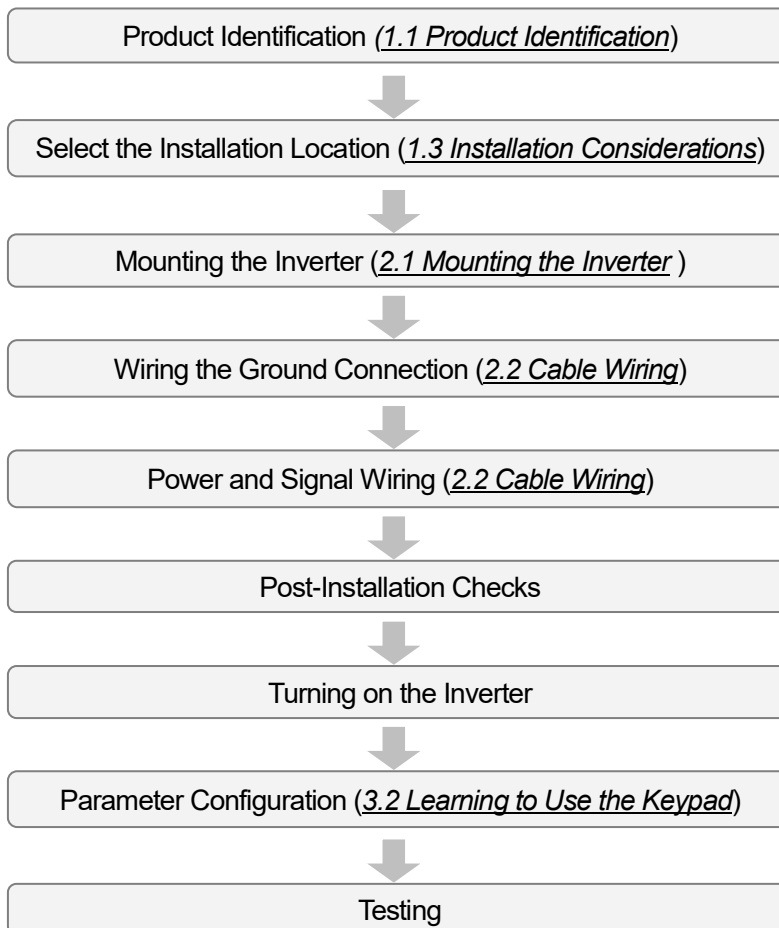 Product Identification (1.1 Product Identification)
Select the Installation Location (1.3 Installation Considerations)
Mounting the Inverter (2.1 Mounting the Inverter )
Wiring the Ground Connection (2.2 Cable Wiring)
Power and Signal Wiring (2.2 Cable Wiring)
Post-Installation Checks
Turning on the Inverter
Parameter Configuration (3.2 Learning to Use the Keypad)
Testing